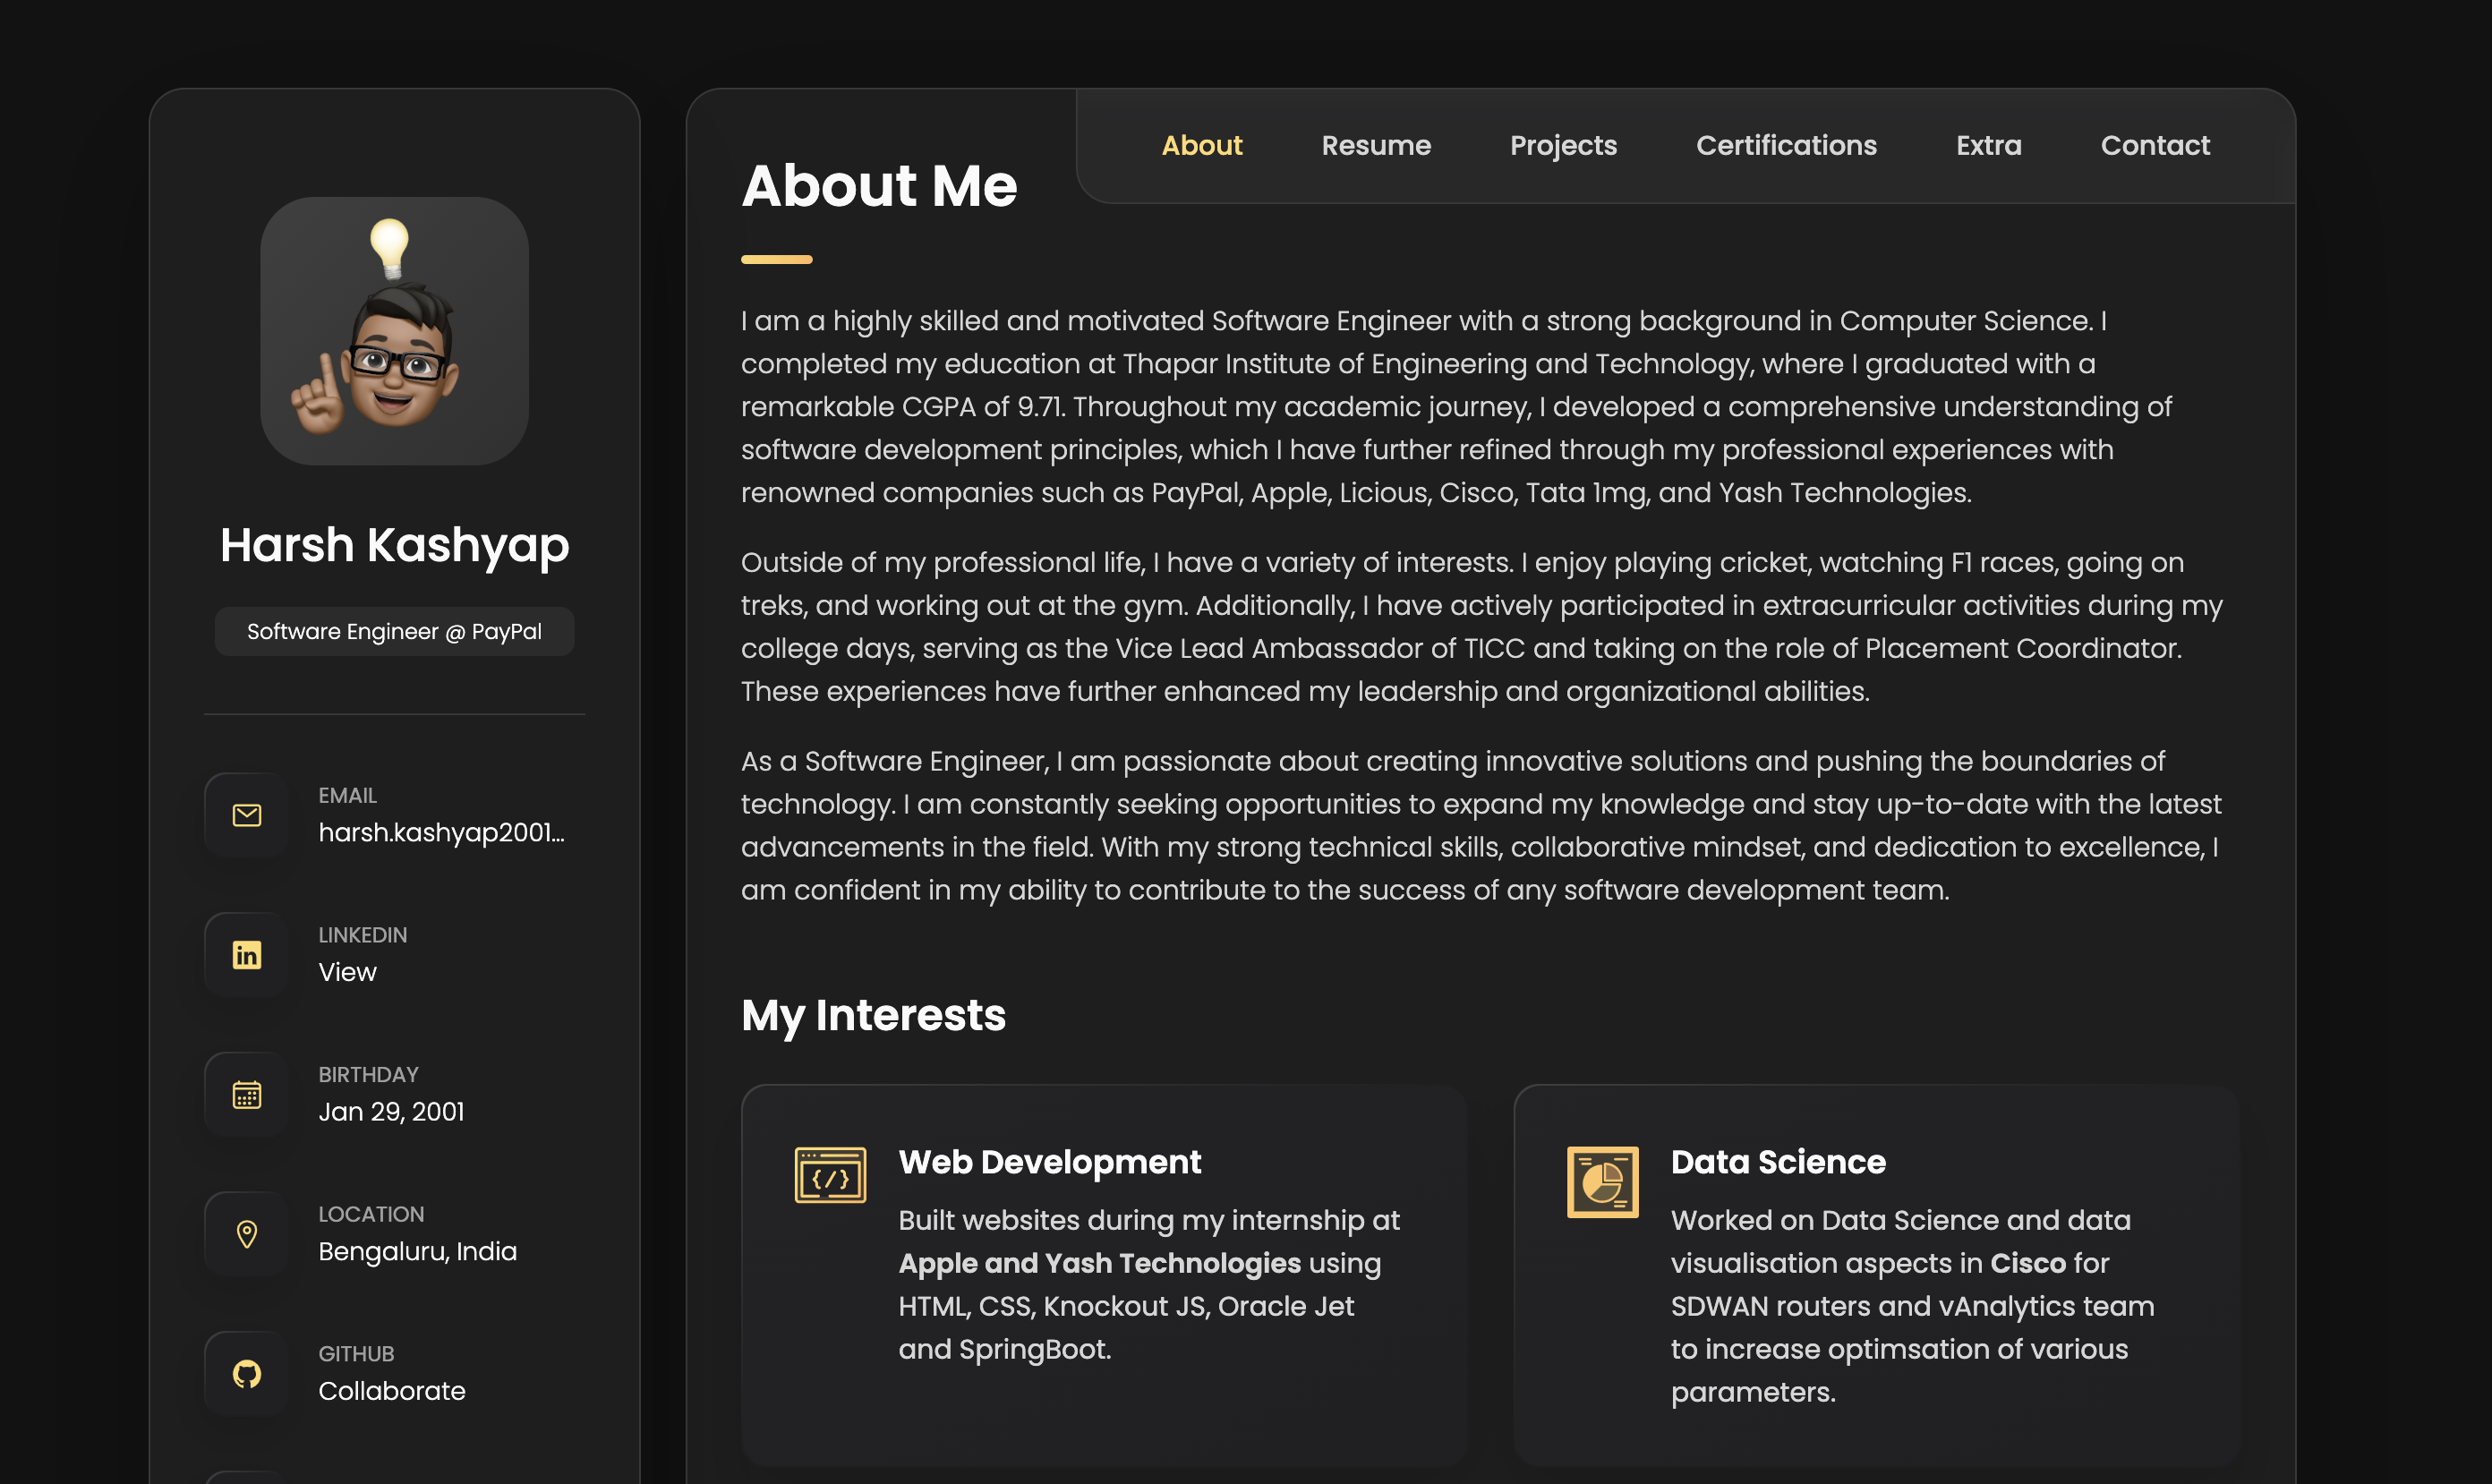 Harsh Kashyap
Software Engineer @ PayPal
EMAIL
harsh.kashyap2001...
LINKEDIN
View
BIRTHDAY
Jan 29, 2001
LOCATION
Bengaluru, India
GITHUB
Collaborate
About Resume Projects Certifications Extra Contact
About Me
I am a highly skilled and motivated Software Engineer with a strong background in Computer Science. I
completed my education at Thapar Institute of Engineering and Technology, where I graduated with a
remarkable CGPA of 9.71. Throughout my academic journey, I developed a comprehensive understanding of
software development principles, which I have further refined through my professional experiences with
renowned companies such as PayPal, Apple, Licious, Cisco, Tata 1mg, and Yash Technologies.
Outside of my professional life, I have a variety of interests. I enjoy playing cricket, watching F1 races, going on
treks, and working out at the gym. Additionally, I have actively participated in extracurricular activities during my
college days, serving as the Vice Lead Ambassador of TICC and taking on the role of Placement Coordinator.
These experiences have further enhanced my leadership and organizational abilities.
As a Software Engineer, I am passionate about creating innovative solutions and pushing the boundaries of
technology. I am constantly seeking opportunities to expand my knowledge and stay up-to-date with the latest
advancements in the field. With my strong technical skills, collaborative mindset, and dedication to excellence, I
am confident in my ability to contribute to the success of any software development team.
My Interests
Web Development
Built websites during my internship at
Apple and Yash Technologies using
HTML, CSS, Knockout JS, Oracle Jet
and SpringBoot.
Data Science
Worked on Data Science and data
visualisation aspects in Cisco for
SDWAN routers and vAnalytics team
to increase optimsation of various
parameters.